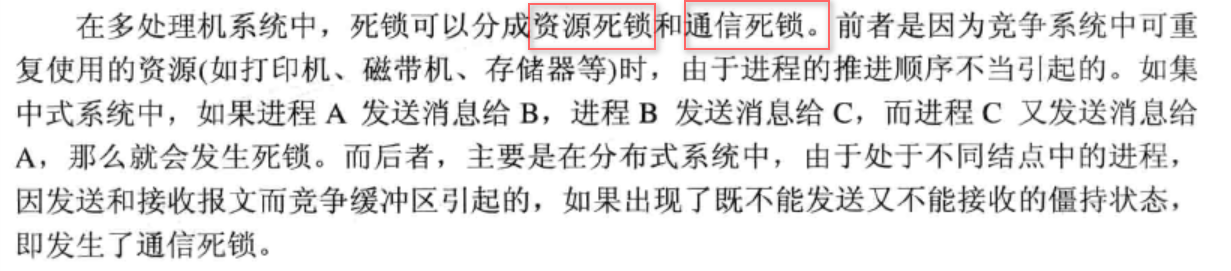 在多处理机系统中，死锁可以分成资源死锁和通信死锁。前者是因为竞争系统中可重
复使用的资源(如打印机、磁带机、存储器等)时，由于进程的推进顺序不当引起的。如集
中式系统中，如果进程 A 发送消息给 B，进程 B 发送消息给 C，而进程 C 又发送消息给
A，那么就会发生死锁。而后者，主要是在分布式系统中，由于处于不同结点中的进程，
因发送和接收报文而竞争缓冲区引起的，如果出现了既不能发送又不能接收的僵持状态，
即发生了通信死锁。